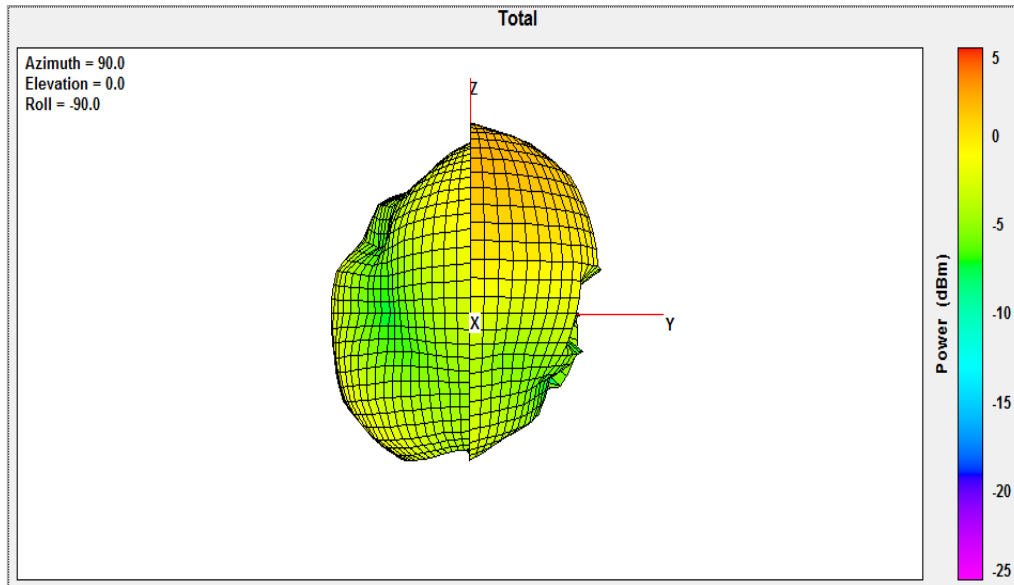 Total
Azimuth = 90.0
Elevation = 0.0
Roll = -90.0
Z
X
Y
5
0
-5
-10
-15
-20
-25
Power (dBm)